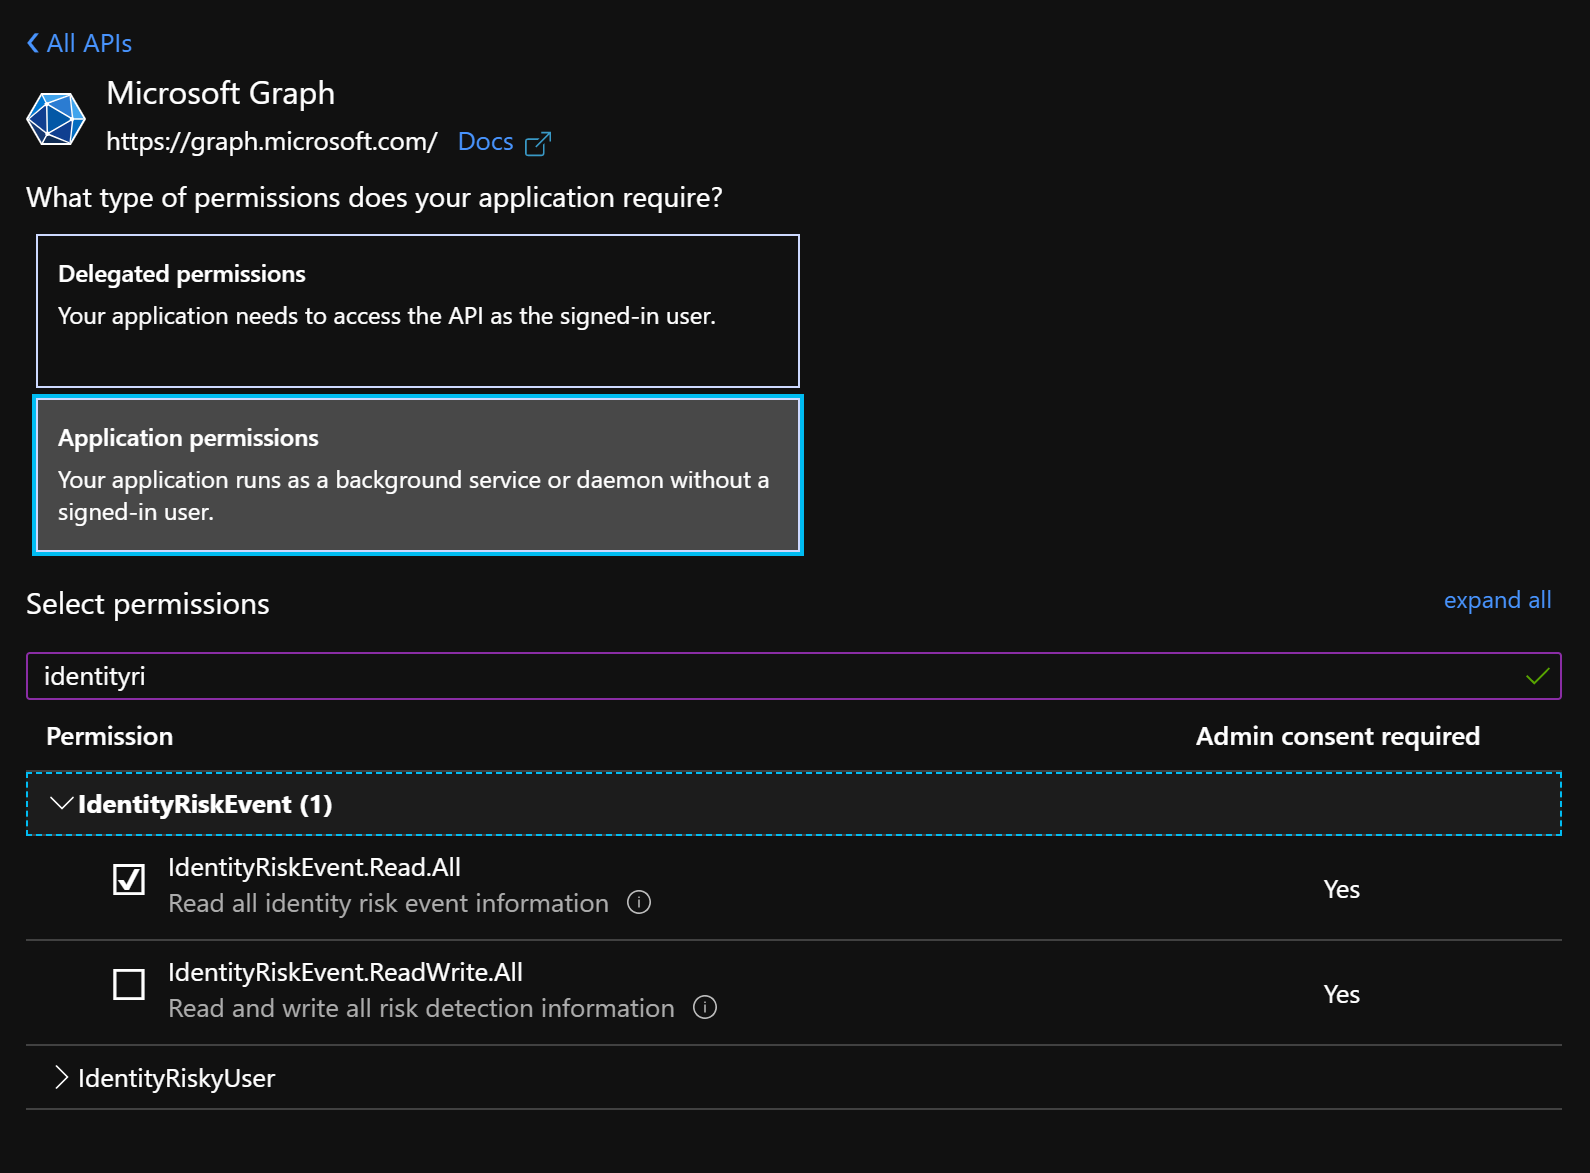 All APIs
Microsoft Graph
https://graph.microsoft.com/ Docs
What type of permissions does your application require?
Delegated permissions
Your application needs to access the API as the signed-in user.
Application permissions
Your application runs as a background service or daemon without a
signed-in user.
Select permissions
expand all
identityri
Permission
Admin consent required
IdentityRiskEvent (1)
IdentityRiskEvent.Read.All
Read all identity risk event information
Yes
IdentityRiskEvent.ReadWrite.All
Read and write all risk detection information
Yes
IdentityRiskyUser